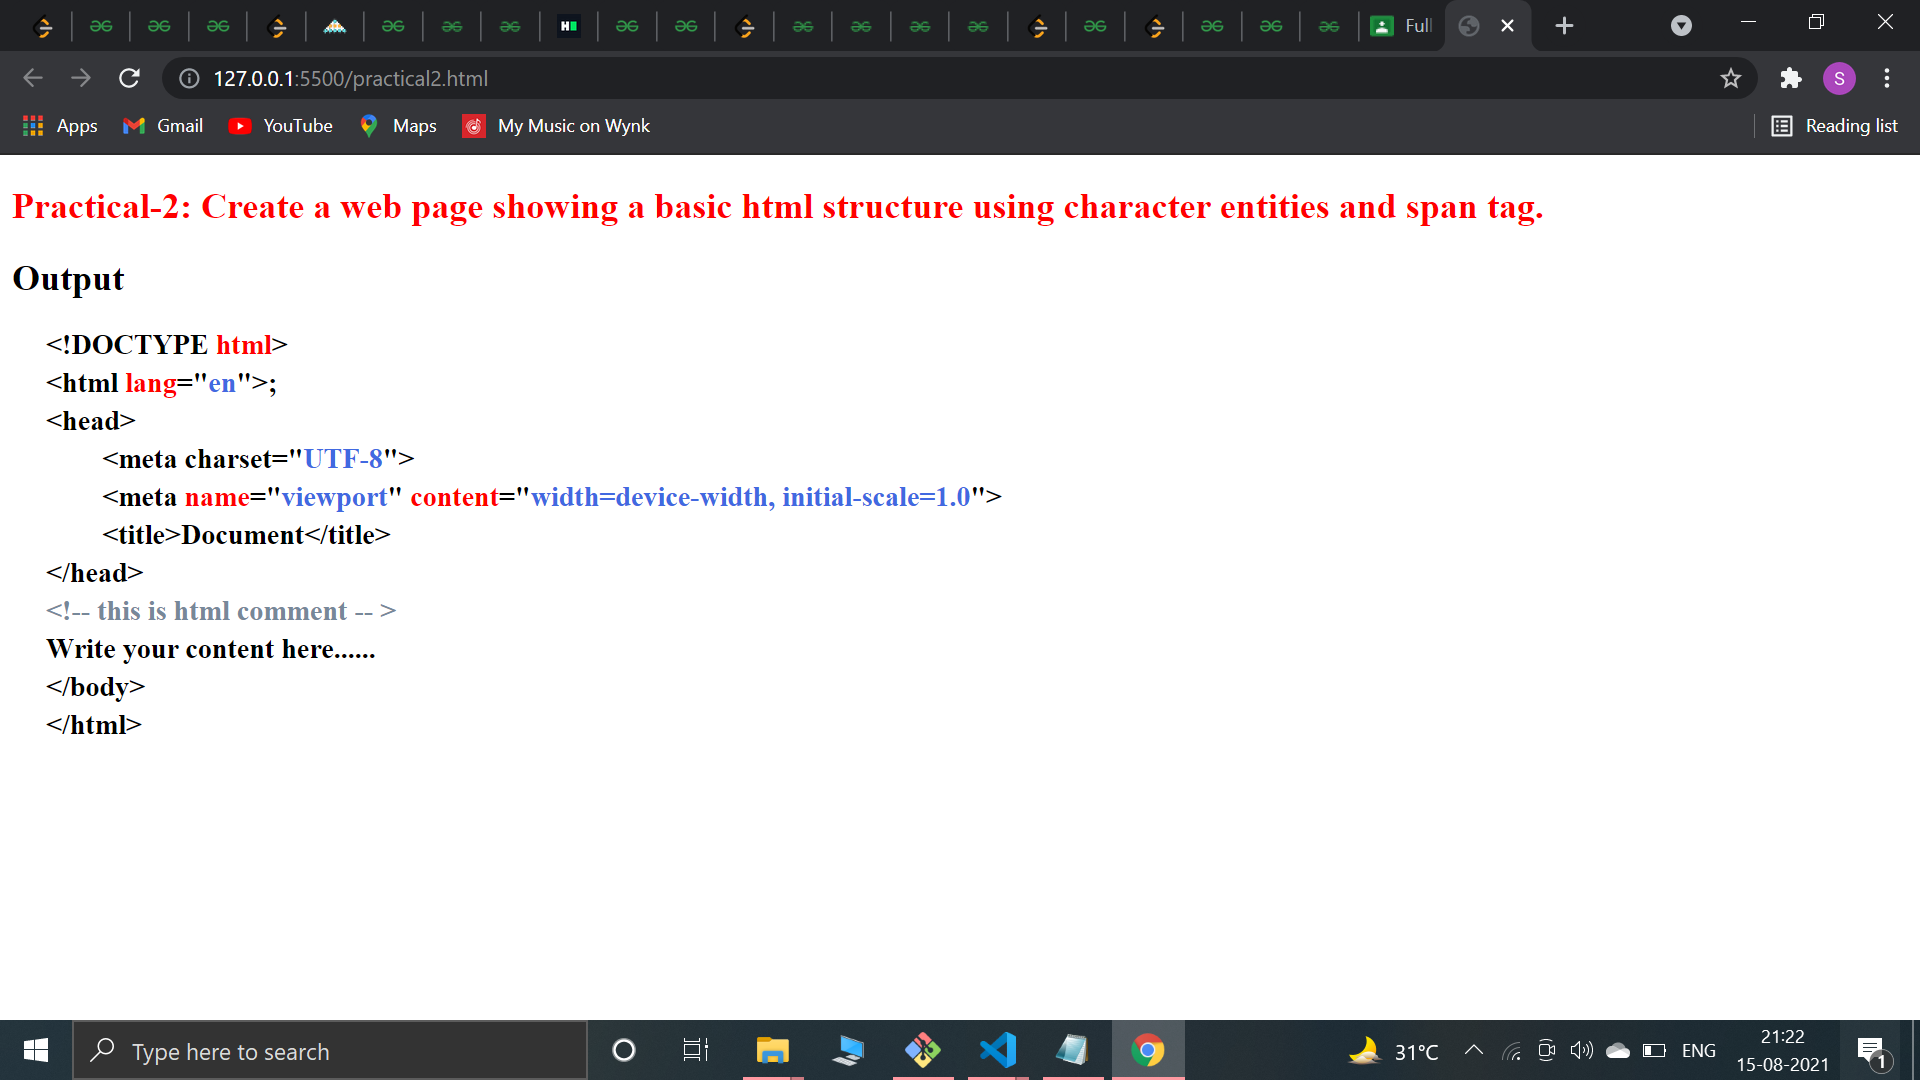 Full
127.0.0.1:5500/practical2.html
S
Apps
Gmail
YouTube
Maps
My Music on Wynk
Reading list
Practical-2: Create a web page showing a basic html structure using character entities and span tag.
Output
<!DOCTYPE html>
<html lang="en">;
<head>
<meta charset="UTF-8">
<meta name="viewport" content="width=device-width, initial-scale=1.0">
<title>Document</title>
</head>
<!-- this is html comment -- >
Write your content here......
</body>
</html>
Type here to search
31°C
ENG
21:22
15-08-2021
1